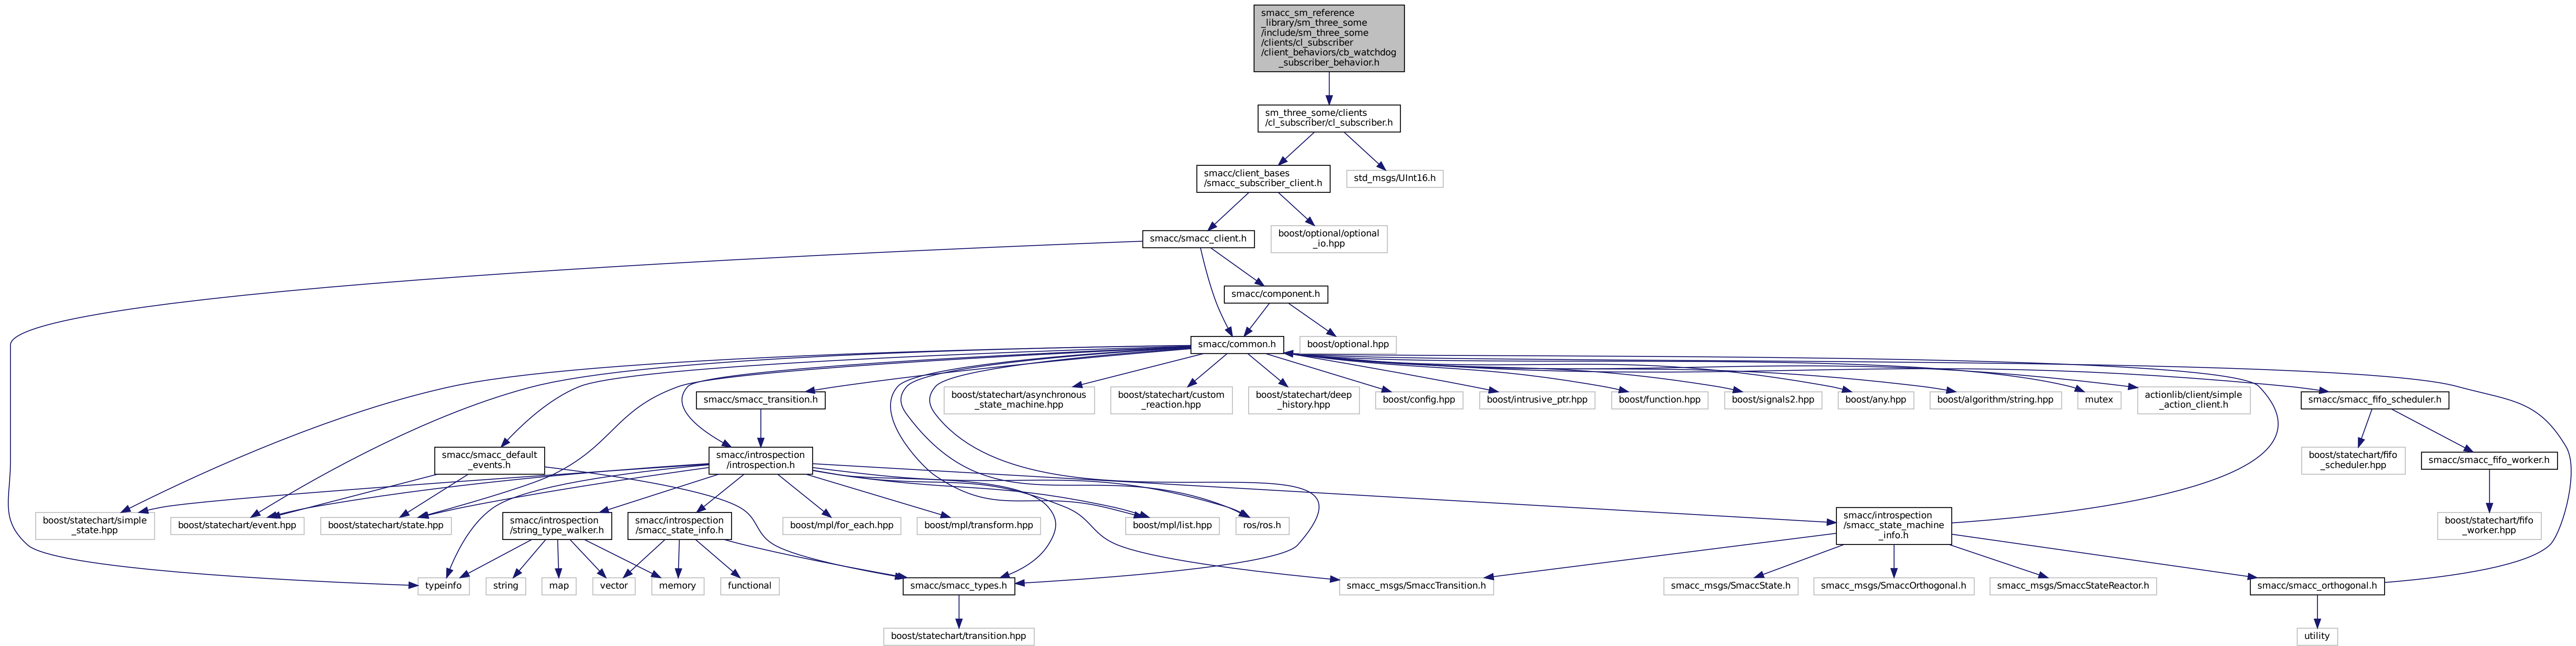 smacc_sm_reference
_library/sm_three_some
/include/sm_three_some
/clients/cl_subscriber
/client_behaviors/cb_watchdog
_subscriber_behavior.h
sm_three_some/clients
/cl_subscriber/cl_subscriber.h
smacc/client_bases
/smacc_subscriber_client.h
std_msgs/UInt16.h
smacc/smacc_client.h
boost/optional/optional
_io.hpp
smacc/component.h
smacc/common.h
boost/optional.hpp
smacc/smacc_transition.h
boost/statechart/asynchronous
_state_machine.hpp
boost/statechart/custom
_reaction.hpp
boost/statechart/deep
_history.hpp
boost/config.hpp
boost/intrusive_ptr.hpp
boost/function.hpp
boost/signals2.hpp
boost/any.hpp
boost/algorithm/string.hpp
mutex
actionlib/client/simple
_action_client.h
smacc/smacc_fifo_scheduler.h
smacc/smacc_default
_events.h
smacc/introspection
/introspection.h
boost/statechart/fifo
_scheduler.hpp
smacc/smacc_fifo_worker.h
boost/statechart/simple
_state.hpp
boost/statechart/event.hpp
boost/statechart/state.hpp
smacc/introspection
/string_type_walker.h
smacc/introspection
/smacc_state_info.h
boost/mpl/for_each.hpp
boost/mpl/transform.hpp
boost/mpl/list.hpp
ros/ros.h
smacc/introspection
/smacc_state_machine
_info.h
boost/statechart/fifo
_worker.hpp
typeinfo
string
map
vector
memory
functional
smacc/smacc_types.h
smacc_msgs/SmaccTransition.h
smacc_msgs/SmaccState.h
smacc_msgs/SmaccOrthogonal.h
smacc_msgs/SmaccStateReactor.h
smacc/smacc_orthogonal.h
boost/statechart/transition.hpp
utility